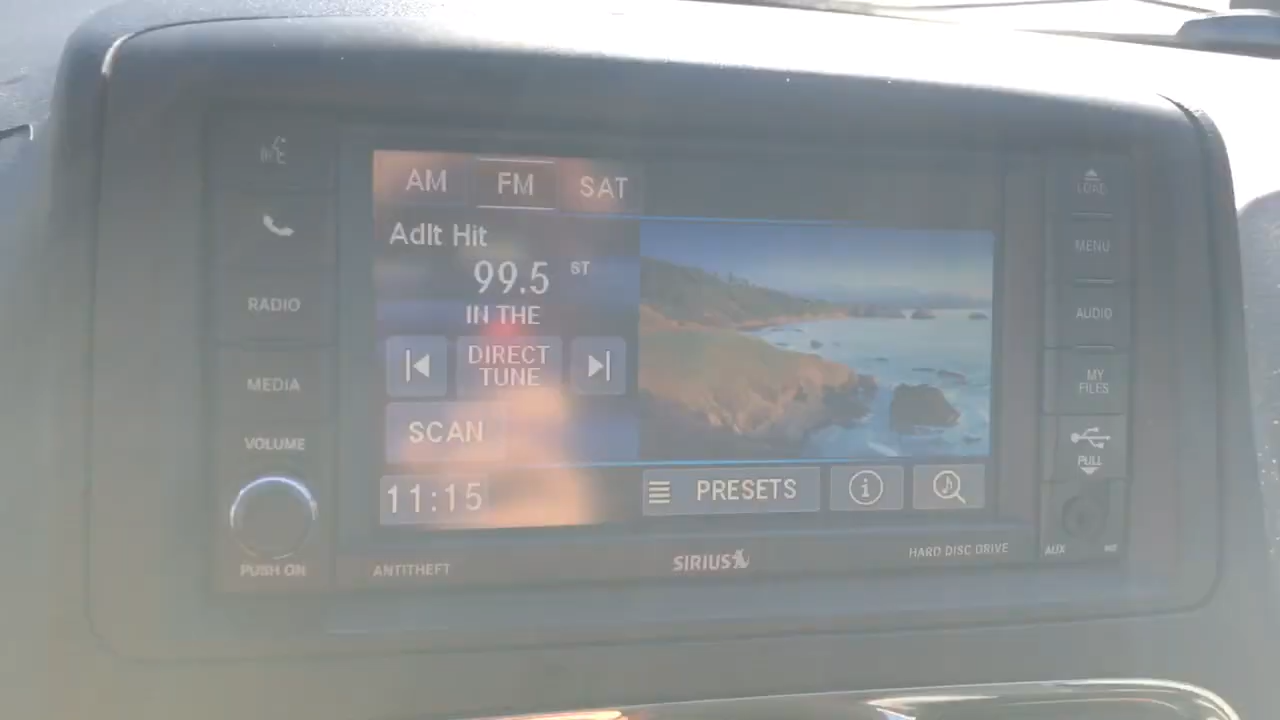 AM FM SAT
Adlt Hit
99.5 ST
IN THE
DIRECT
TUNE
SCAN
11:15
PRESETS
i
RADIO
MEDIA
VOLUME
PUSH ON
ANTITHEFT
SIRIUS
HARD DISC DRIVE
LOAD
MENU
AUDIO
MY
FILES
PULL
AUX